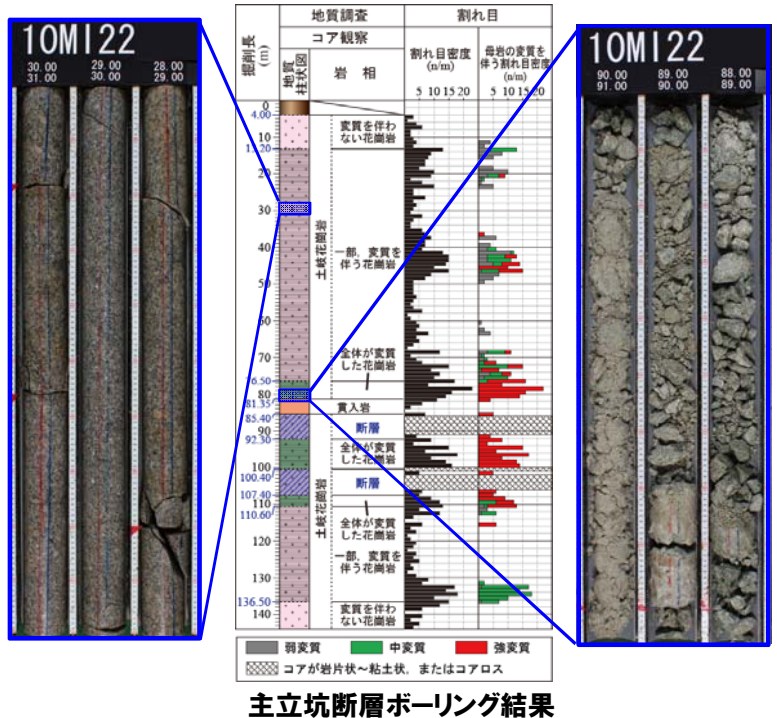 10MI22
30.00 29.00 28.00
31.00 30.00 29.00
地質調査
割れ目
掘削長
(m)
コア観察
地質
柱状図
岩 相
割れ目密度
(n/m)
母岩の変質を
伴う割れ目密度
(n/m)
5 10 15 20
5 10 15 20
0
4.00
10
20
30
40
50
60
70
6.50
80
81.35
85.40
90
92.30
100
100.40
107.40
110
110.60
120
130
136.50
140
変質を伴わ
ない花崗岩
土岐花崗岩
一部,変質を
伴う花崗岩
全体が変質
した花崗岩
貫入岩
断層
全体が変質
した花崗岩
断層
土岐花崗岩
全体が変質
した花崗岩
一部,変質を
伴う花崗岩
変質を伴わ
ない花崗岩
10MI22
90.00 89.00 88.00
91.00 90.00 89.00
弱変質 中変質 強変質
コアが岩片状~粘土状,またはコアロス
主立坑断層ボーリング結果